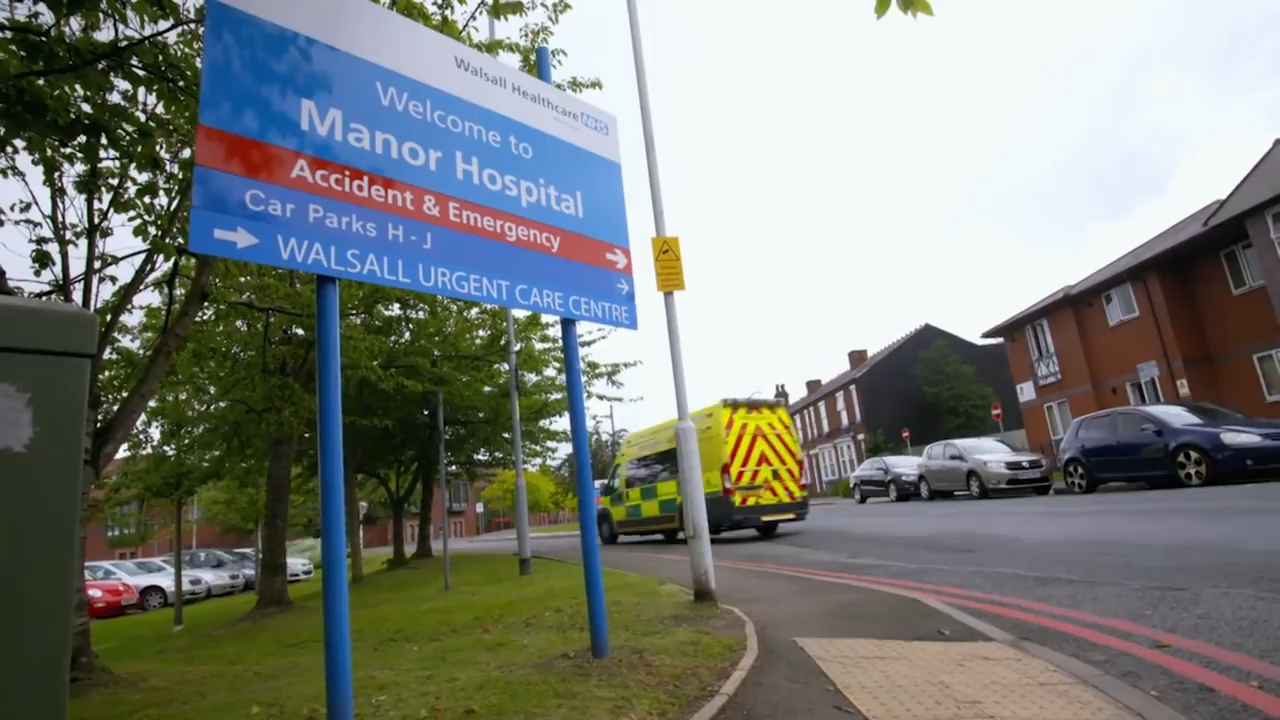 Walsall Healthcare NHS
Welcome to
Manor Hospital
Accident & Emergency
Car Parks H - J
WALSALL URGENT CARE CENTRE